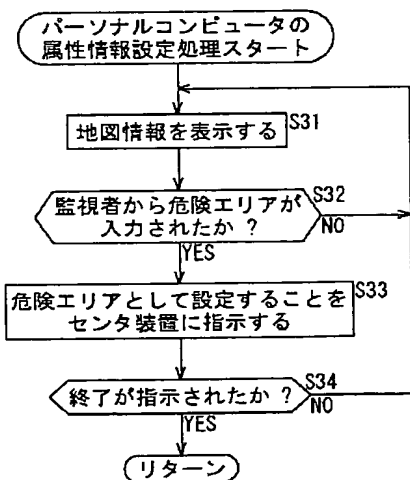 パーソナルコンピュータの
属性情報設定処理スタート
地図情報を表示する
S31
監視者から危険エリアが
入力されたか ?
S32
NO
YES
危険エリアとして設定することを
センタ装置に指示する
S33
終了が指示されたか ?
S34
NO
YES
リターン